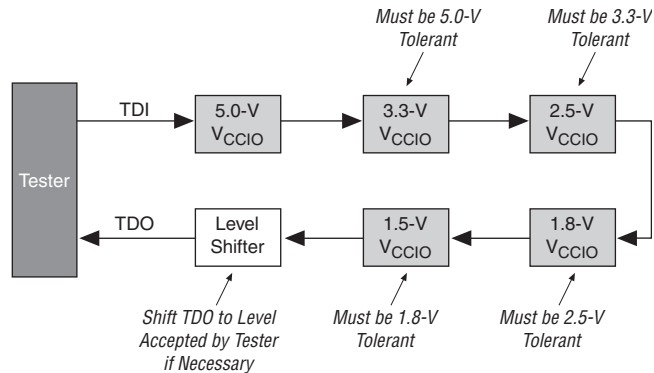 Must be 5.0-V
Tolerant
Must be 3.3-V
Tolerant
Tester
TDI
5.0-V
VCCIO
3.3-V
VCCIO
2.5-V
VCCIO
TDO
Level
Shifter
1.5-V
VCCIO
1.8-V
VCCIO
Shift TDO to Level
Accepted by Tester
if Necessary
Must be 1.8-V
Tolerant
Must be 2.5-V
Tolerant